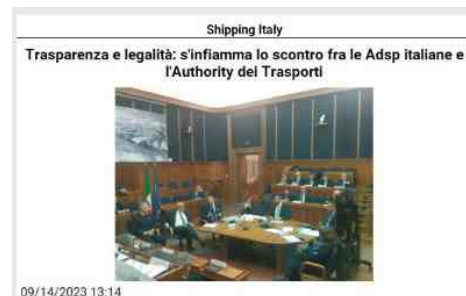 Shipping Italy
Trasparenza e legalità: s'infiamma lo scontro fra le Adsp italiane e
l'Authority dei Trasporti
09/14/2023 13:14